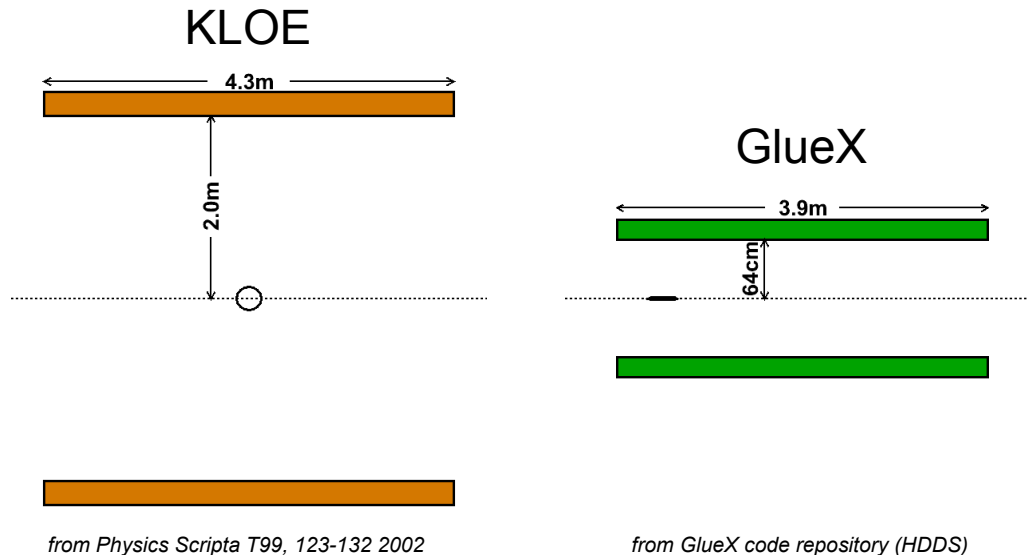 KLOE
4.3m
2.0m
GlueX
3.9m
64cm
from Physics Scripta T99, 123-132 2002
from GlueX code repository (HDDS)